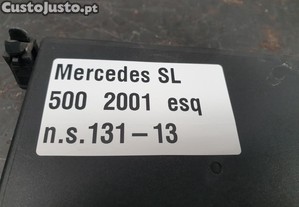 CustoJusto.pt
Mercedes SL
500 2001 esq
n.s.131-13